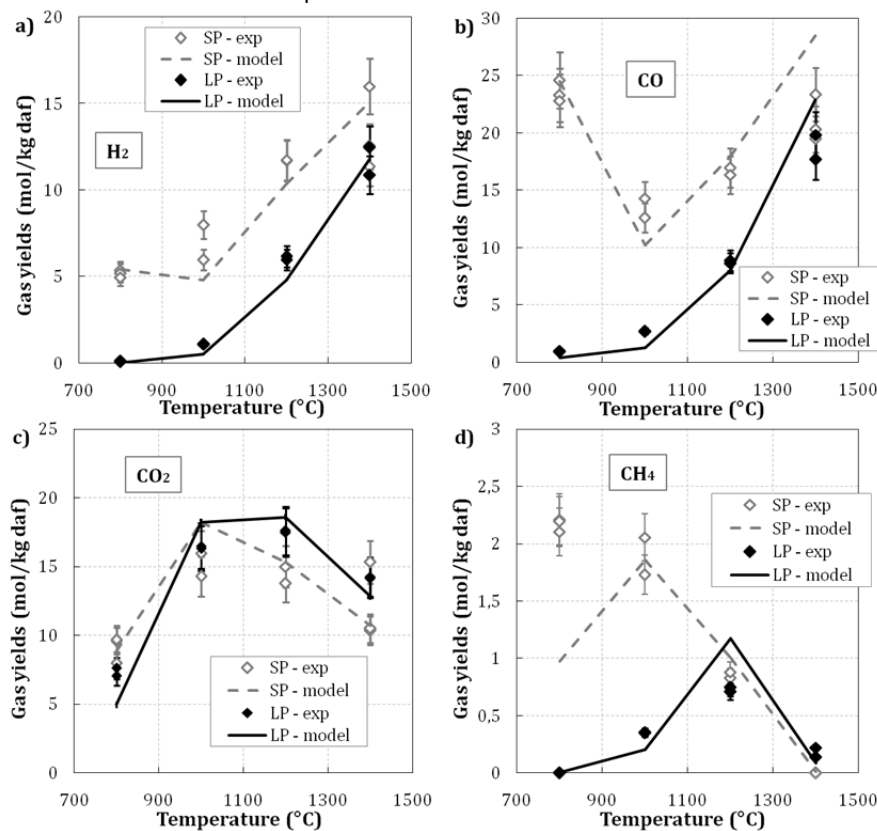 a)
20
15
10
5
0
Gas yields (mol/kg daf)
SP - exp
SP - model
LP - exp
LP - model
H2
700 900 1100 1300 1500
Temperature (°C)
b)
30
25
20
15
10
5
0
Gas yields (mol/kg daf)
CO
SP - exp
SP - model
LP - exp
LP - model
700 900 1100 1300 1500
Temperature (°C)
c)
25
20
15
10
5
0
Gas yields (mol/kg daf)
CO2
SP - exp
SP - model
LP - exp
LP - model
700 900 1100 1300 1500
Temperature (°C)
d)
3
2,5
2
1,5
1
0,5
0
Gas yields (mol/kg daf)
CH4
SP - exp
SP - model
LP - exp
LP - model
700 900 1100 1300 1500
Temperature (°C)